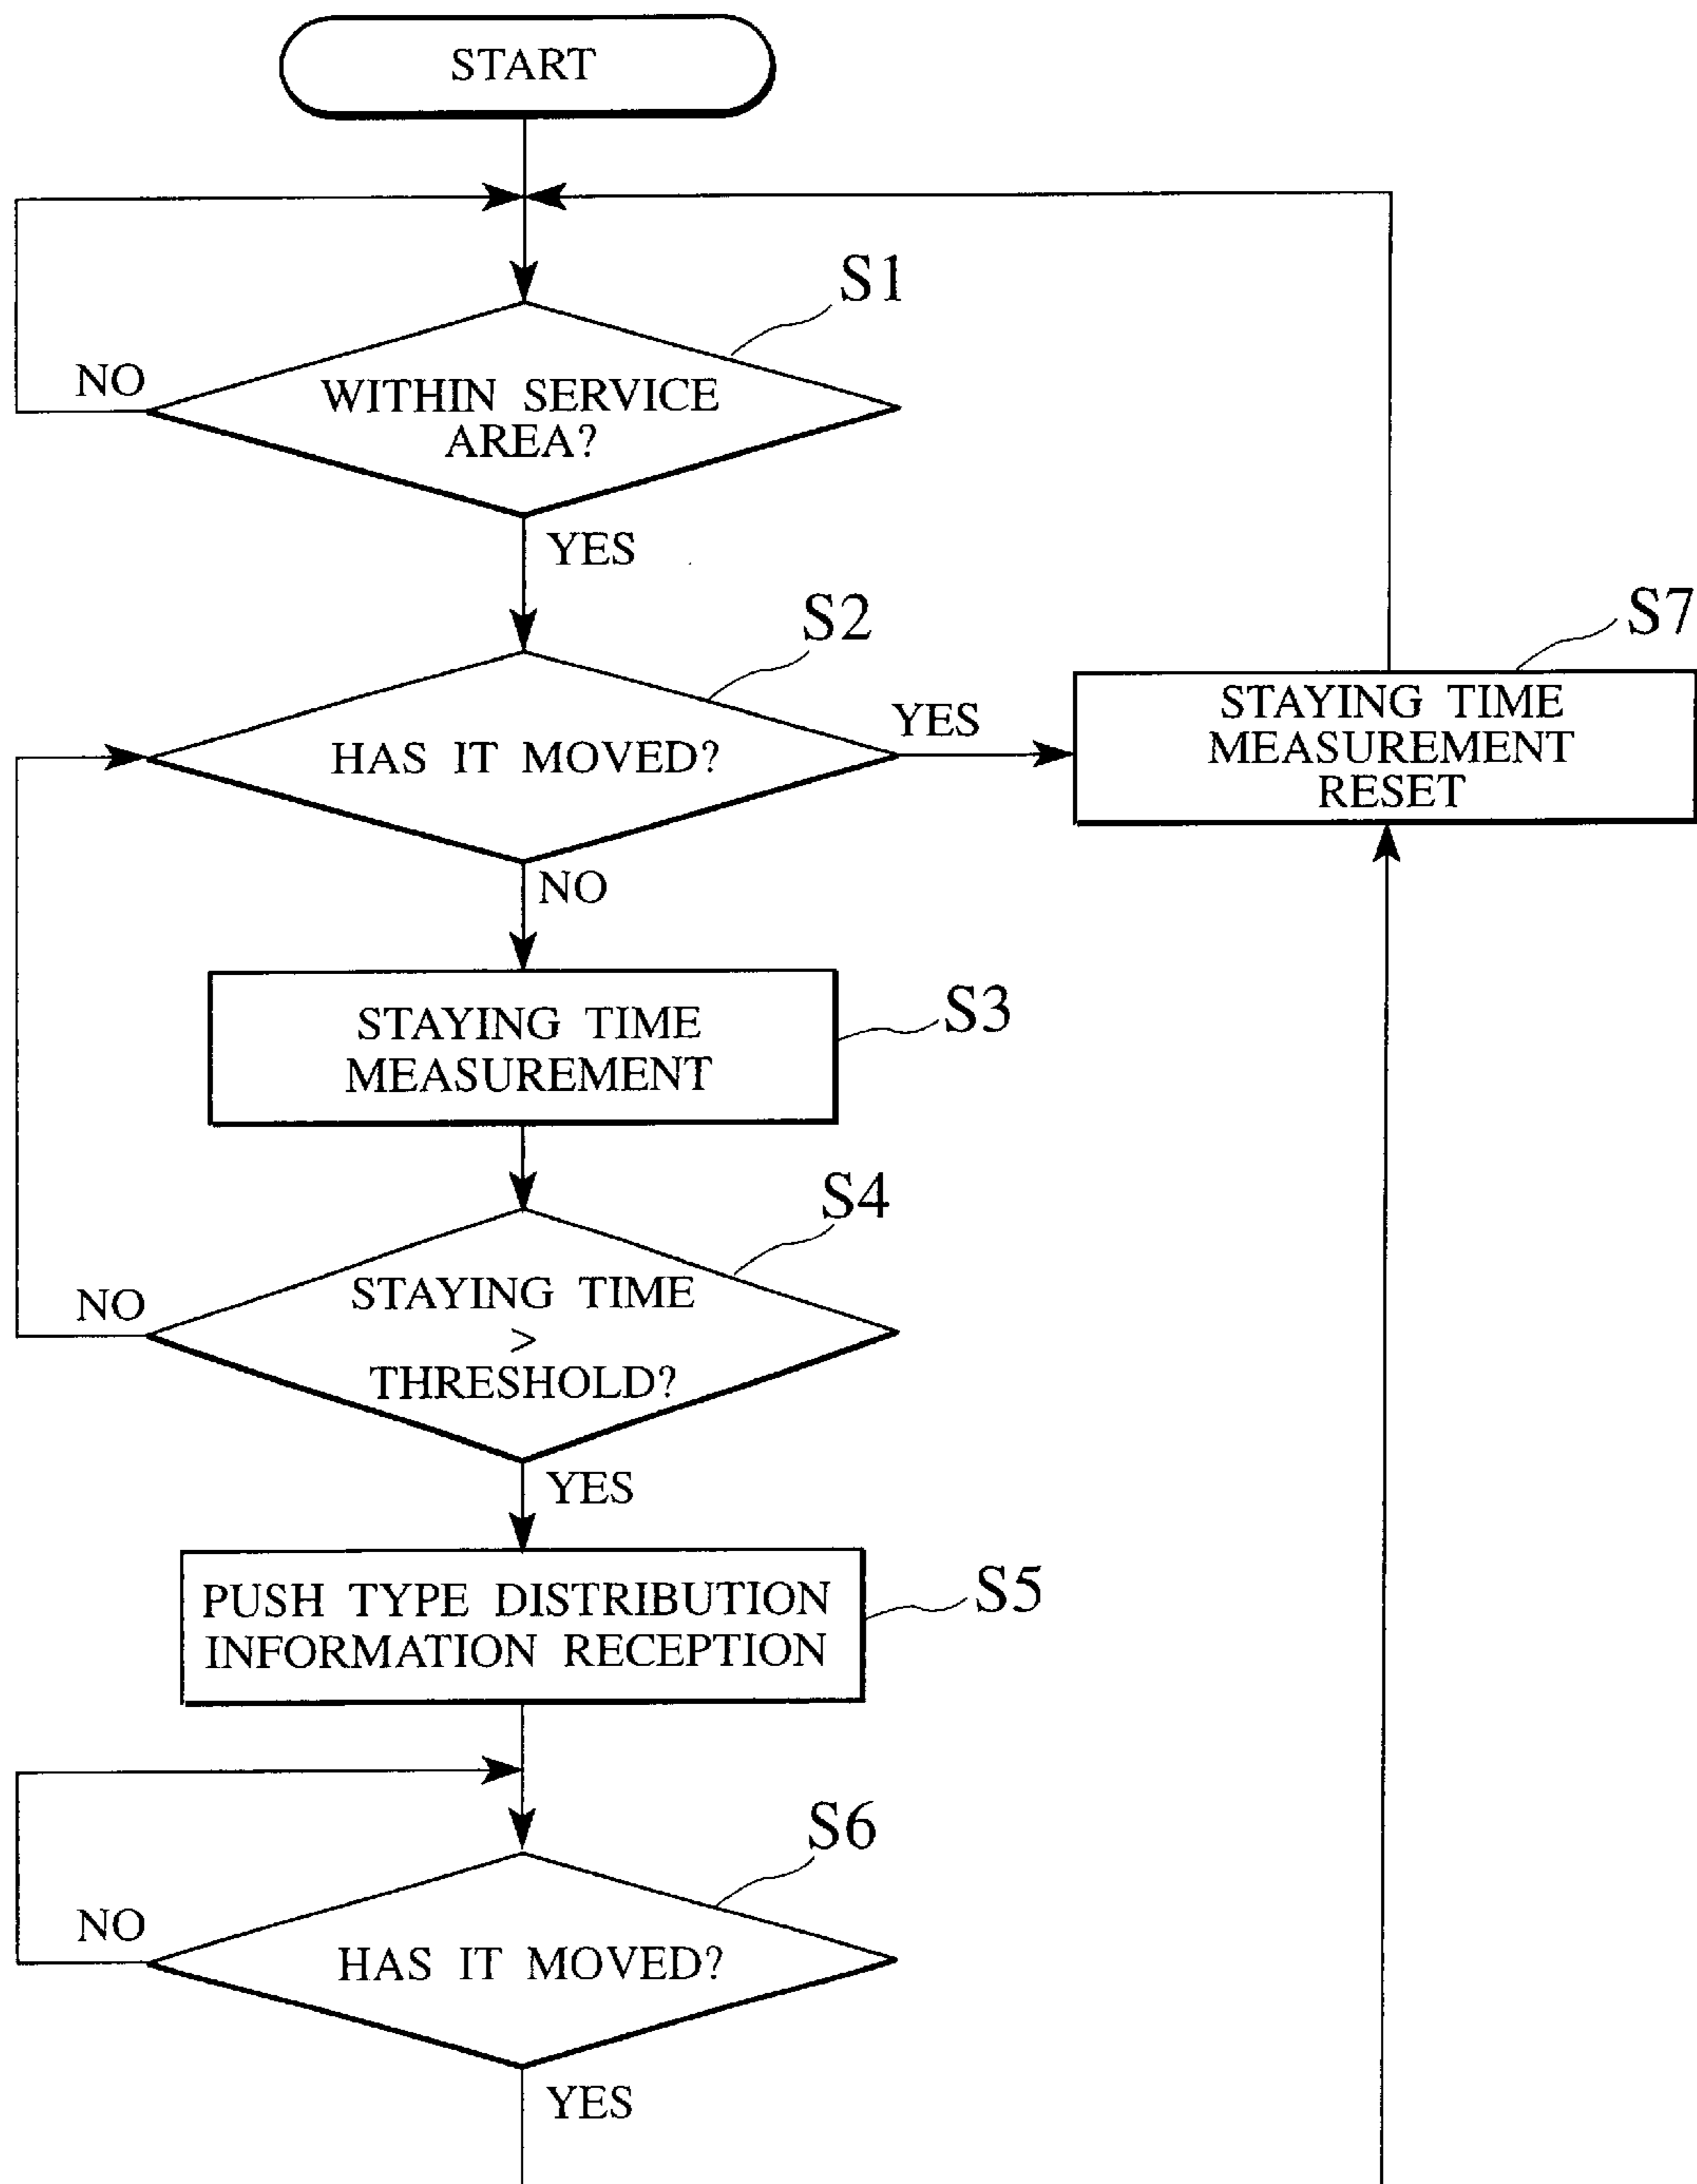 START
S1
NO
WITHIN SERVICE
AREA?
YES
S2
S7
HAS IT MOVED?
YES
STAYING TIME
MEASUREMENT
RESET
NO
STAYING TIME
MEASUREMENT
S3
S4
NO
STAYING TIME
>
THRESHOLD?
YES
PUSH TYPE DISTRIBUTION
INFORMATION RECEPTION
S5
S6
NO
HAS IT MOVED?
YES